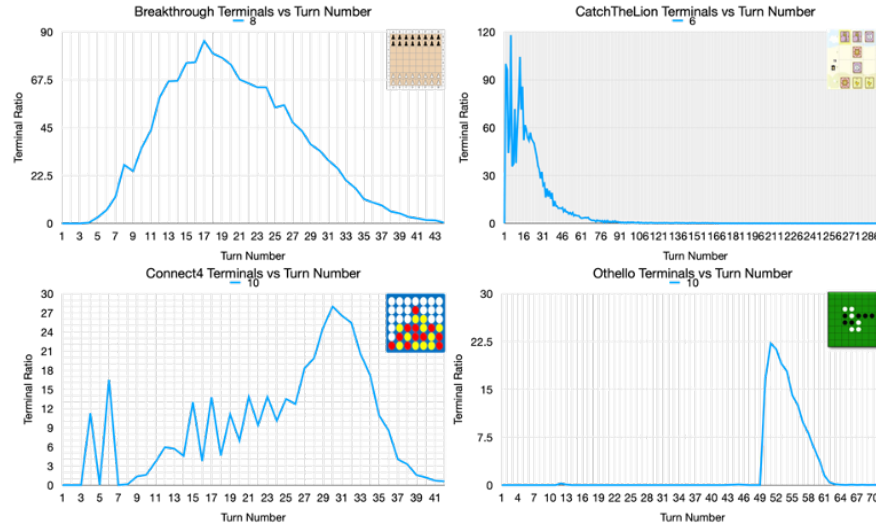 Breakthrough Terminals vs Turn Number
8
90
67.5
45
22.5
0
Terminal Ratio
1 3 5 7 9 11 13 15 17 19 21 23 25 27 29 31 33 35 37 39 41 43
Turn Number
CatchTheLion Terminals vs Turn Number
6
120
90
60
30
0
Terminal Ratio
1 16 31 46 61 76 91 106 121 136 151 166 181 196 211 226 241 256 271 286
Turn Number
Connect4 Terminals vs Turn Number
10
30
27
24
21
18
15
12
9
6
3
0
Terminal Ratio
1 3 5 7 9 11 13 15 17 19 21 23 25 27 29 31 33 35 37 39 41
Turn Number
Othello Terminals vs Turn Number
10
30
22.5
15
7.5
0
Terminal Ratio
1 4 7 10 13 16 19 22 25 28 31 34 37 40 43 46 49 52 55 58 61 64 67 70
Turn Number